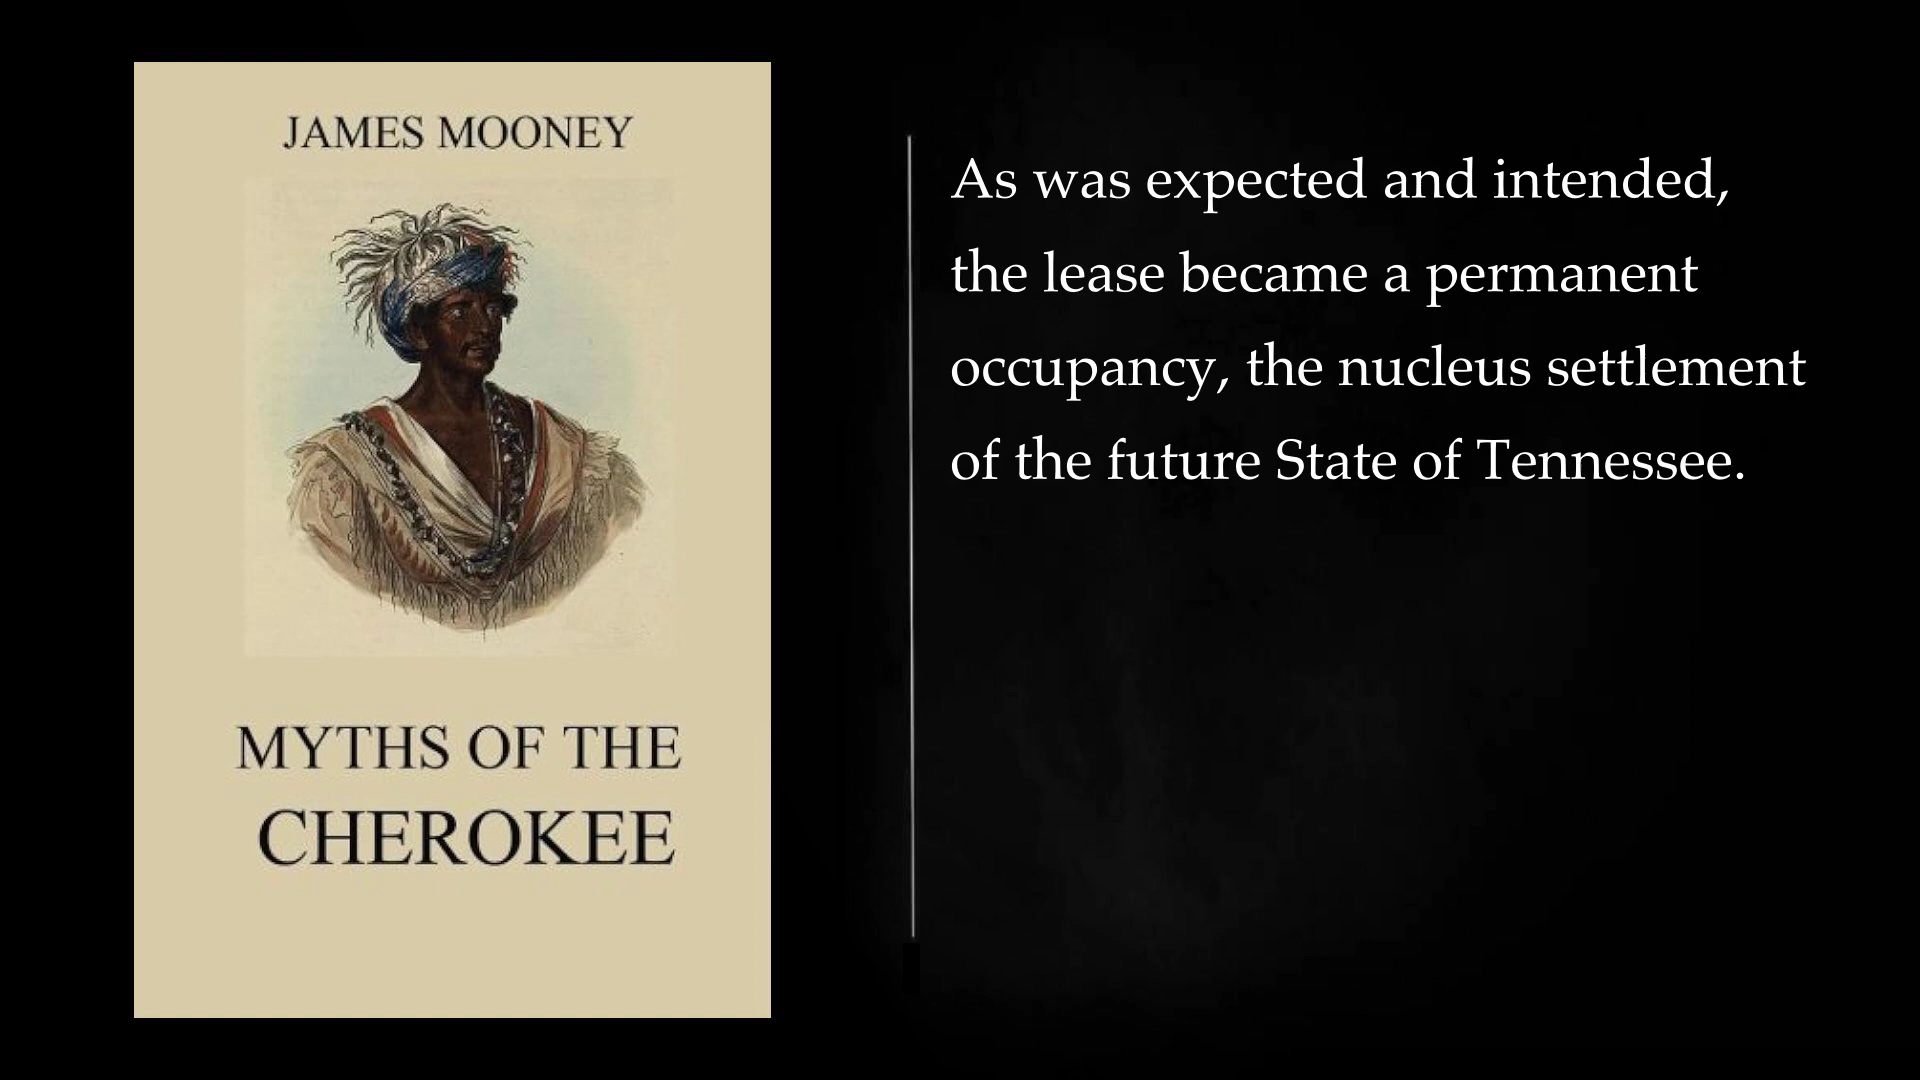 JAMES MOONEY
MYTHS OF THE
CHEROKEE
As was expected and intended,
the lease became a permanent
occupancy, the nucleus settlement
of the future State of Tennessee.